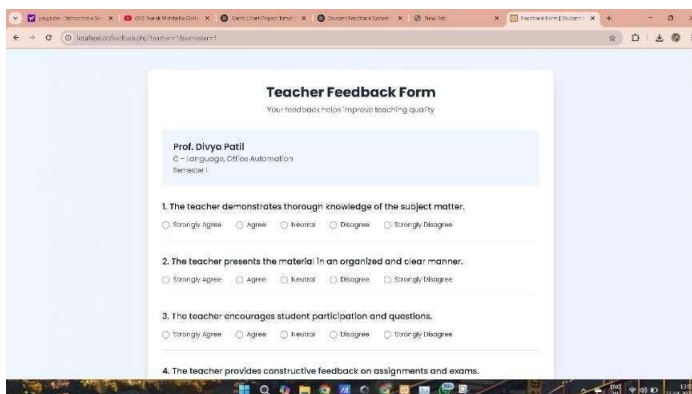 localhost
Teacher Feedback Form
Your feedback helps improve teaching quality
Prof. Divya Patil
C - Language, Office Automation
Semester I
1. The teacher demonstrates thorough knowledge of the subject matter.
Strongly Agree Agree Neutral Disagree Strongly Disagree
2. The teacher presents the material in an organized and clear manner.
Strongly Agree Agree Neutral Disagree Strongly Disagree
3. The teacher encourages student participation and questions.
Strongly Agree Agree Neutral Disagree Strongly Disagree
4. The teacher provides constructive feedback on assignments and exams.
ENG